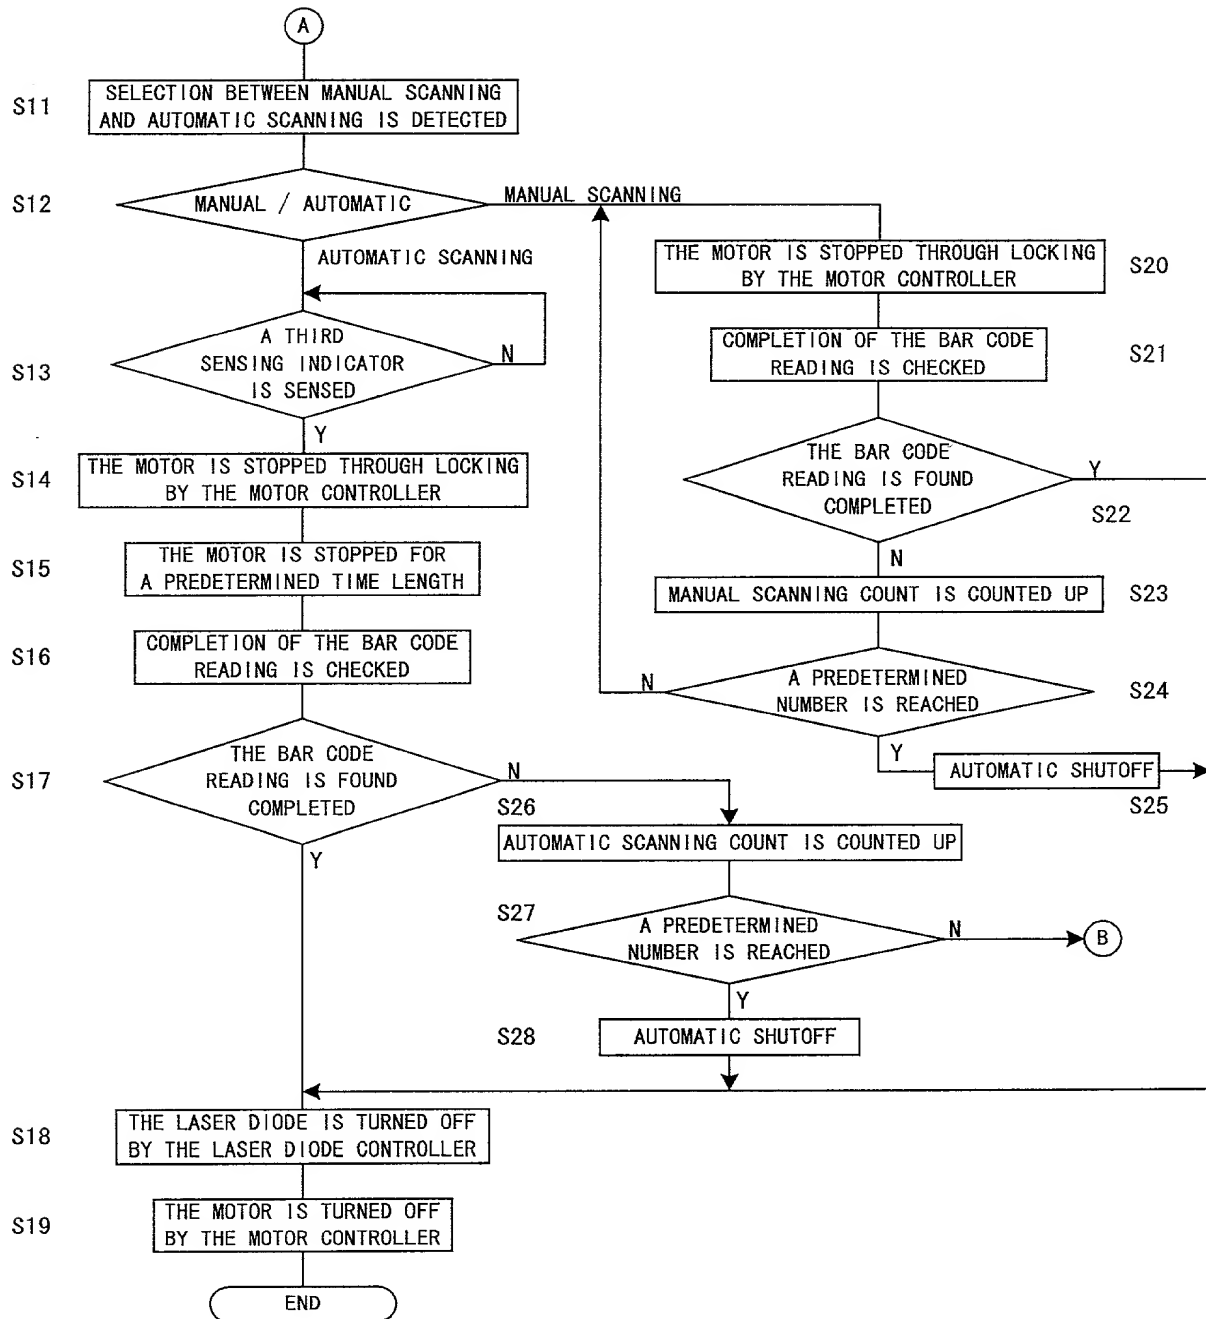 A
S11
SELECTION BETWEEN MANUAL SCANNING
AND AUTOMATIC SCANNING IS DETECTED
S12
MANUAL / AUTOMATIC
MANUAL SCANNING
AUTOMATIC SCANNING
S13
A THIRD
SENSING INDICATOR
IS SENSED
N
Y
S14
THE MOTOR IS STOPPED THROUGH LOCKING
BY THE MOTOR CONTROLLER
S15
THE MOTOR IS STOPPED FOR
A PREDETERMINED TIME LENGTH
S16
COMPLETION OF THE BAR CODE
READING IS CHECKED
S17
THE BAR CODE
READING IS FOUND
COMPLETED
N
Y
THE MOTOR IS STOPPED THROUGH LOCKING
BY THE MOTOR CONTROLLER
S20
COMPLETION OF THE BAR CODE
READING IS CHECKED
S21
THE BAR CODE
READING IS FOUND
COMPLETED
Y
S22
N
MANUAL SCANNING COUNT IS COUNTED UP
S23
A PREDETERMINED
NUMBER IS REACHED
N
S24
Y
AUTOMATIC SHUTOFF
S25
S26
AUTOMATIC SCANNING COUNT IS COUNTED UP
S27
A PREDETERMINED
NUMBER IS REACHED
N
B
Y
S28
AUTOMATIC SHUTOFF
S18
THE LASER DIODE IS TURNED OFF
BY THE LASER DIODE CONTROLLER
S19
THE MOTOR IS TURNED OFF
BY THE MOTOR CONTROLLER
END